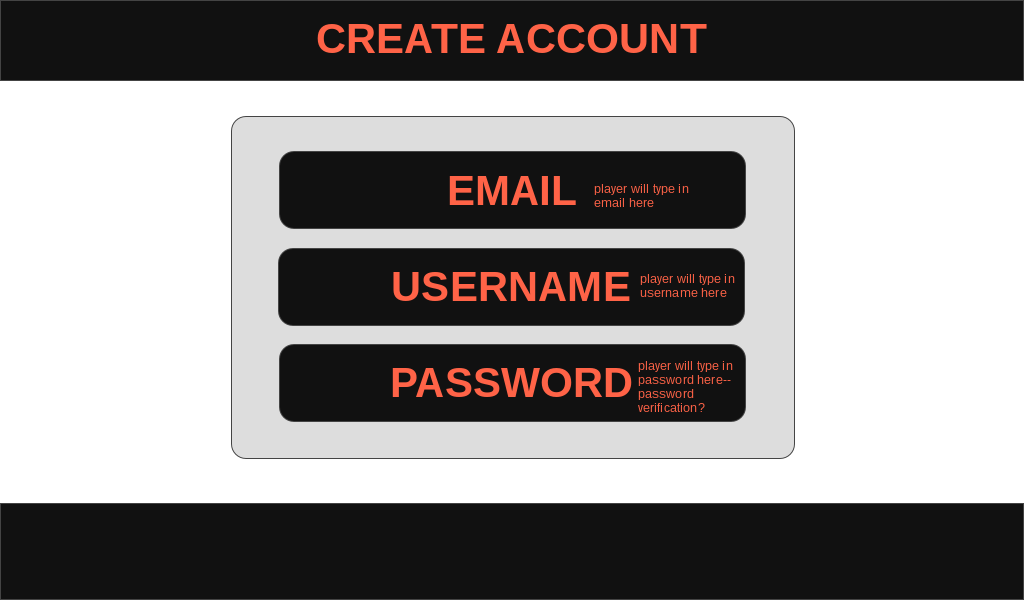 CREATE ACCOUNT
EMAIL
player will type in
email here
USERNAME
player will type in
username here
PASSWORD
player will type in
password here--
password
verification?